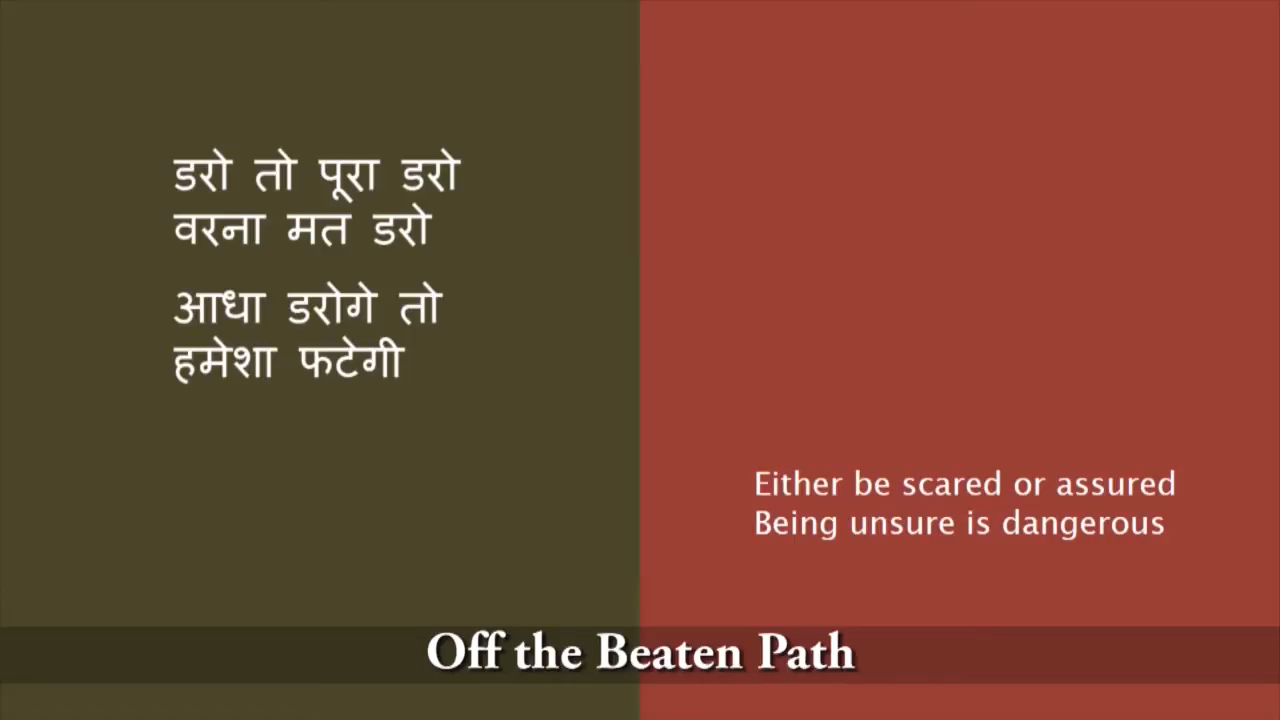 डरो तो पूरा डरो
वरना मत डरो
आधा डरोगे तो
हमेशा फटेगी
Either be scared or assured
Being unsure is dangerous
Off the Beaten Path